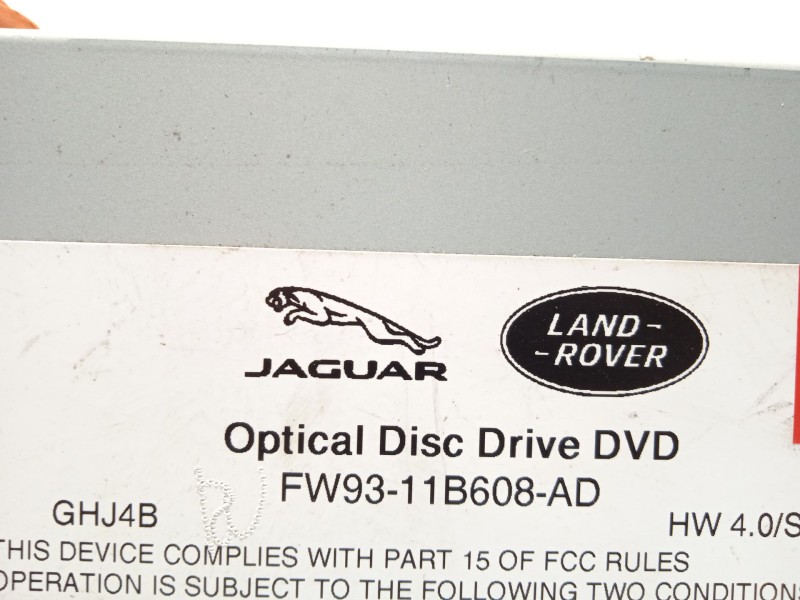 JAGUAR
LAND-
-ROVER
Optical Disc Drive DVD
FW93-11B608-AD
GHJ4B
HW 4.0/S
THIS DEVICE COMPLIES WITH PART 15 OF FCC RULES
OPERATION IS SUBJECT TO THE FOLLOWING TWO CONDITIONS